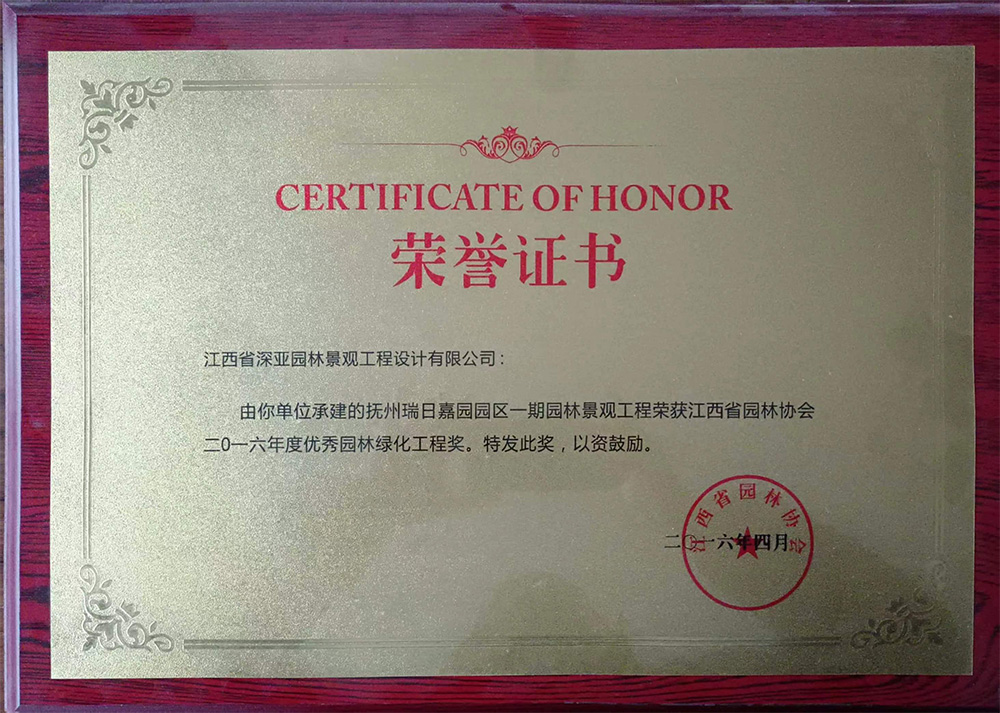 CERTIFICATE OF HONOR
荣誉证书
江西省深亚园林景观工程设计有限公司：
由你单位承建的抚州瑞日嘉园园区一期园林景观工程荣获江西省园林协会
二0一六年度优秀园林绿化工程奖。特发此奖，以资鼓励。
江西省园林协会
二〇一六年四月